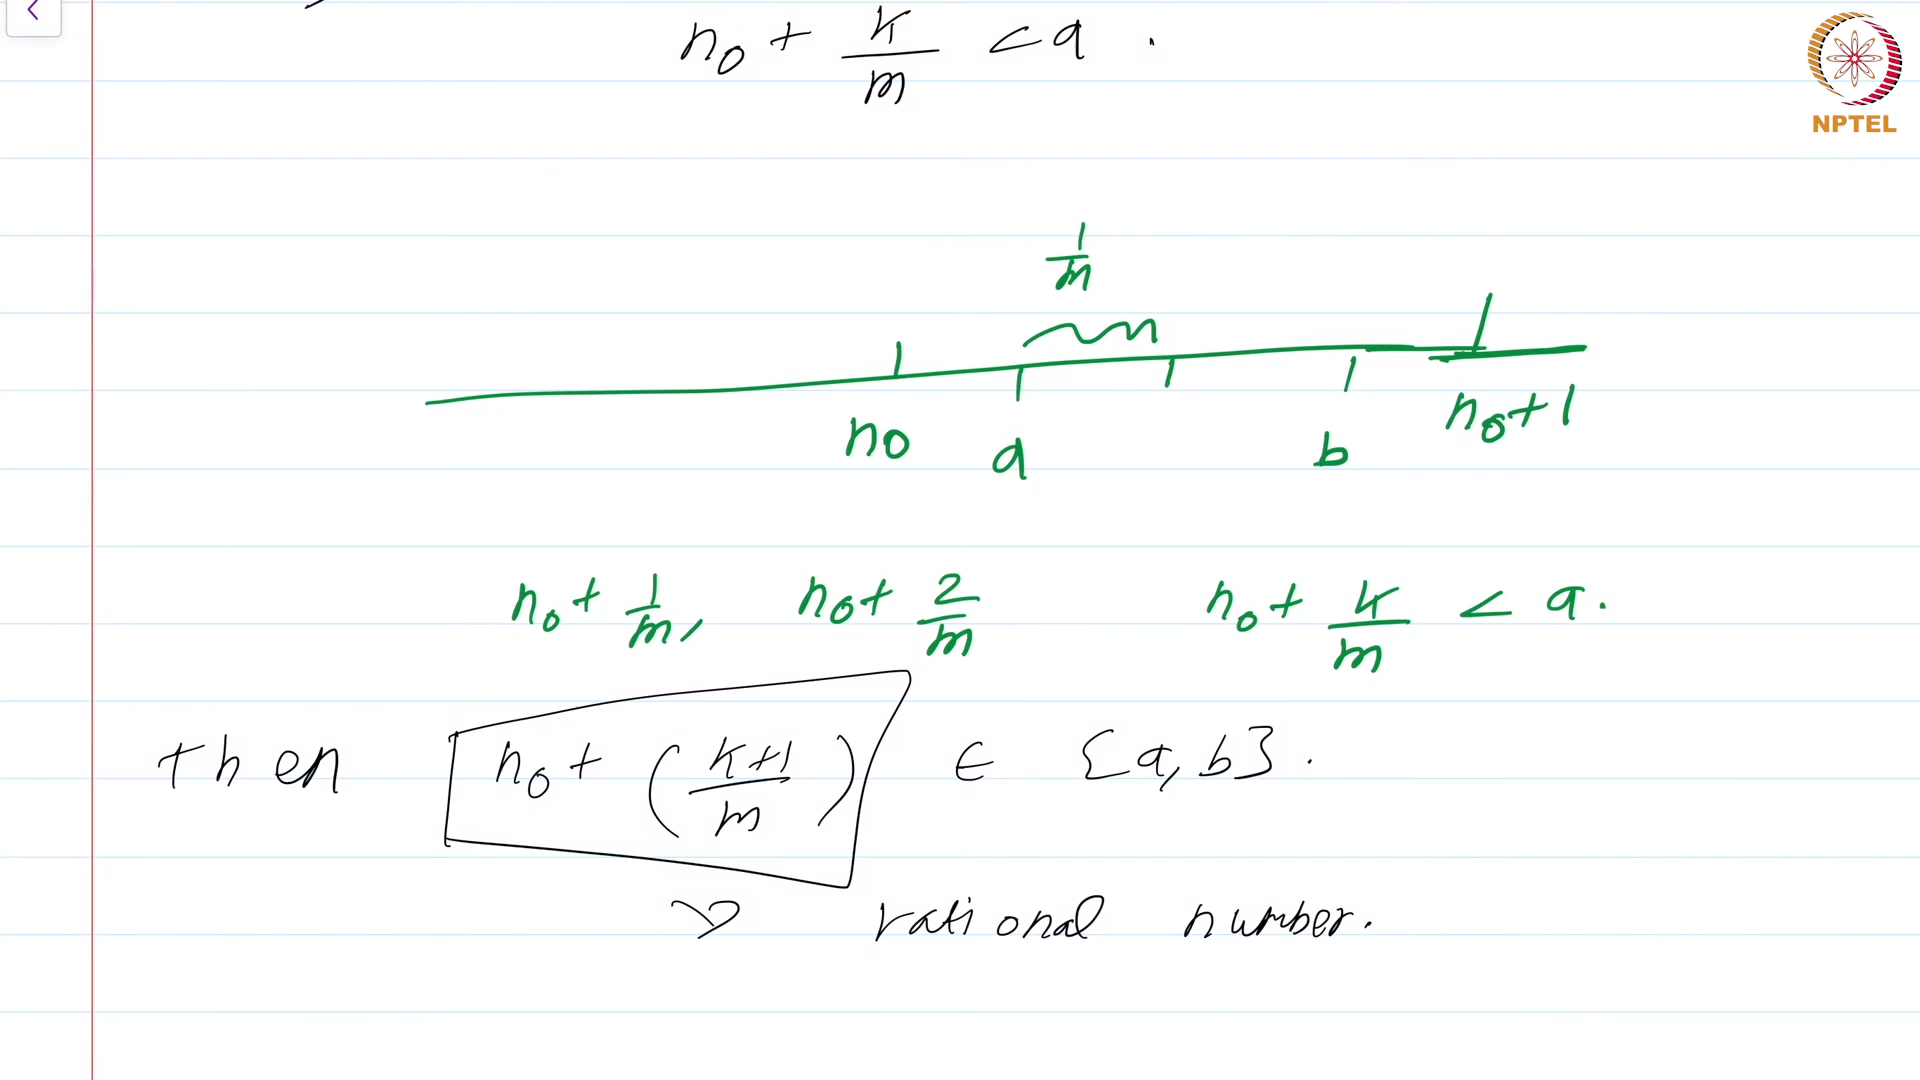 n₀ + k/m < a .
NPTEL
1/m
n₀ a b n₀+1
n₀ + 1/m, n₀ + 2/m n₀ + k/m < a.
then n₀ + (k+1/m) ∈ {a, b}.
rational number.